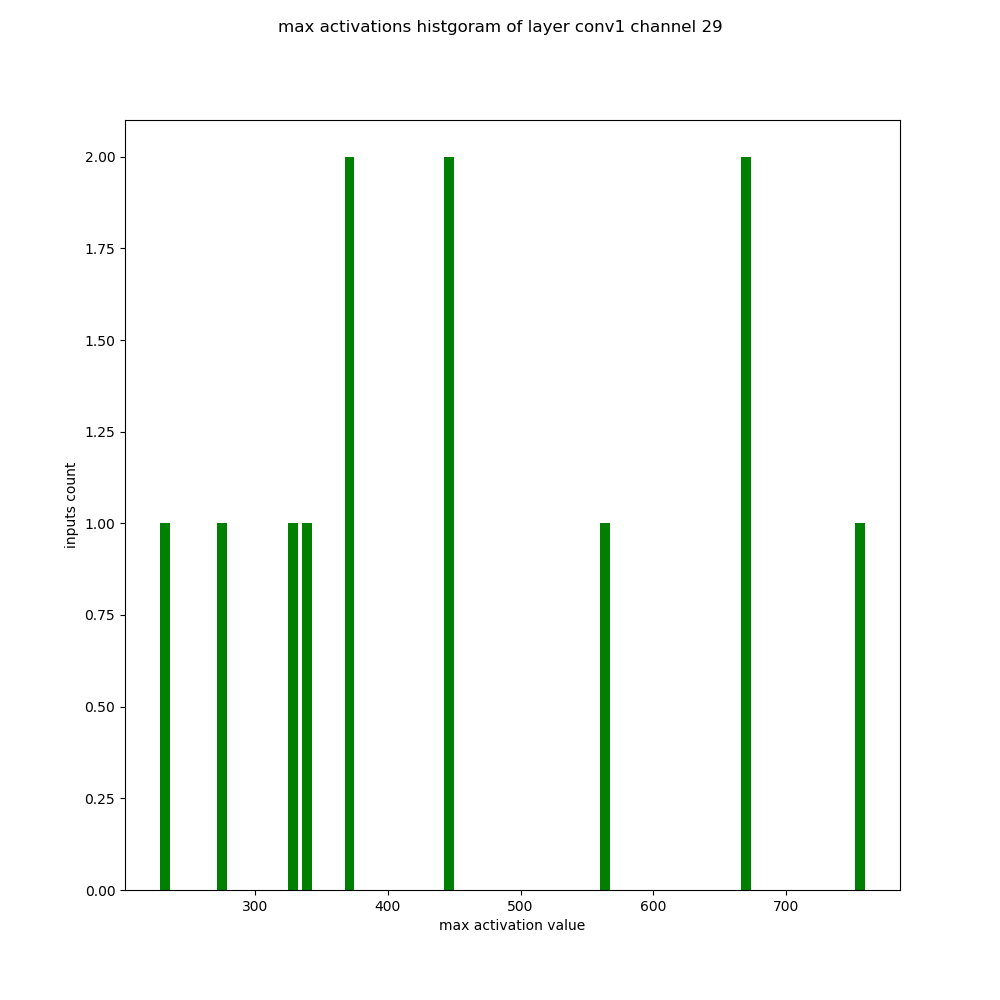 max activations histgoram of layer conv1 channel 29
2.00
1.75
1.50
1.25
1.00
0.75
0.50
0.25
0.00
inputs count
300 400 500 600 700
max activation value